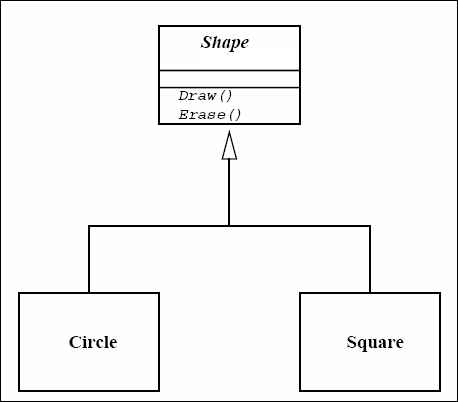 Shape
Draw()
Erase()
Circle
Square